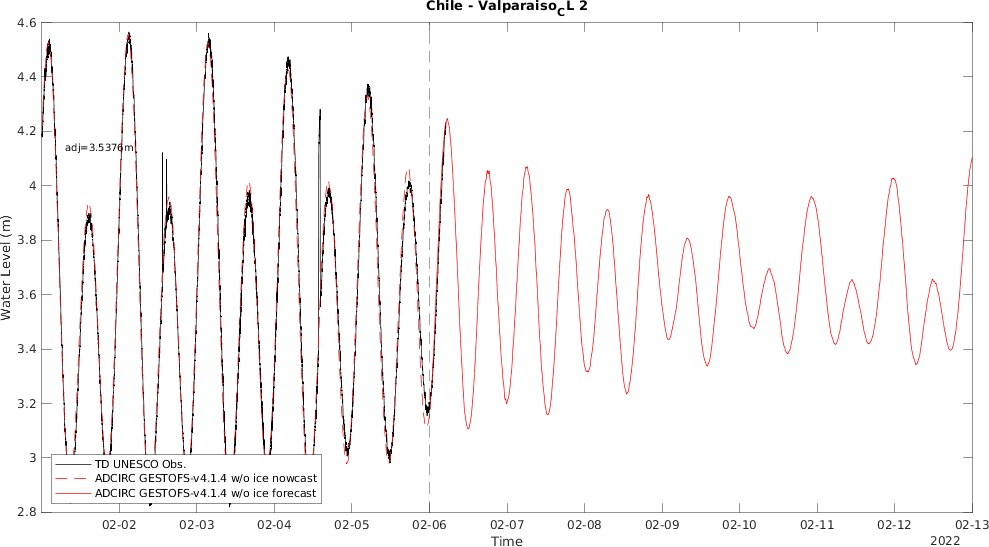 Chile - Valparaiso_CL 2
4.6
4.4
4.2
4
3.8
3.6
3.4
3.2
3
2.8
Water Level (m)
adj=3.5376m
TD UNESCO Obs.
ADCIRC GESTOFS-v4.1.4 w/o ice nowcast
ADCIRC GESTOFS-v4.1.4 w/o ice forecast
02-02 02-03 02-04 02-05 02-06 02-07 02-08 02-09 02-10 02-11 02-12 02-13
Time
2022